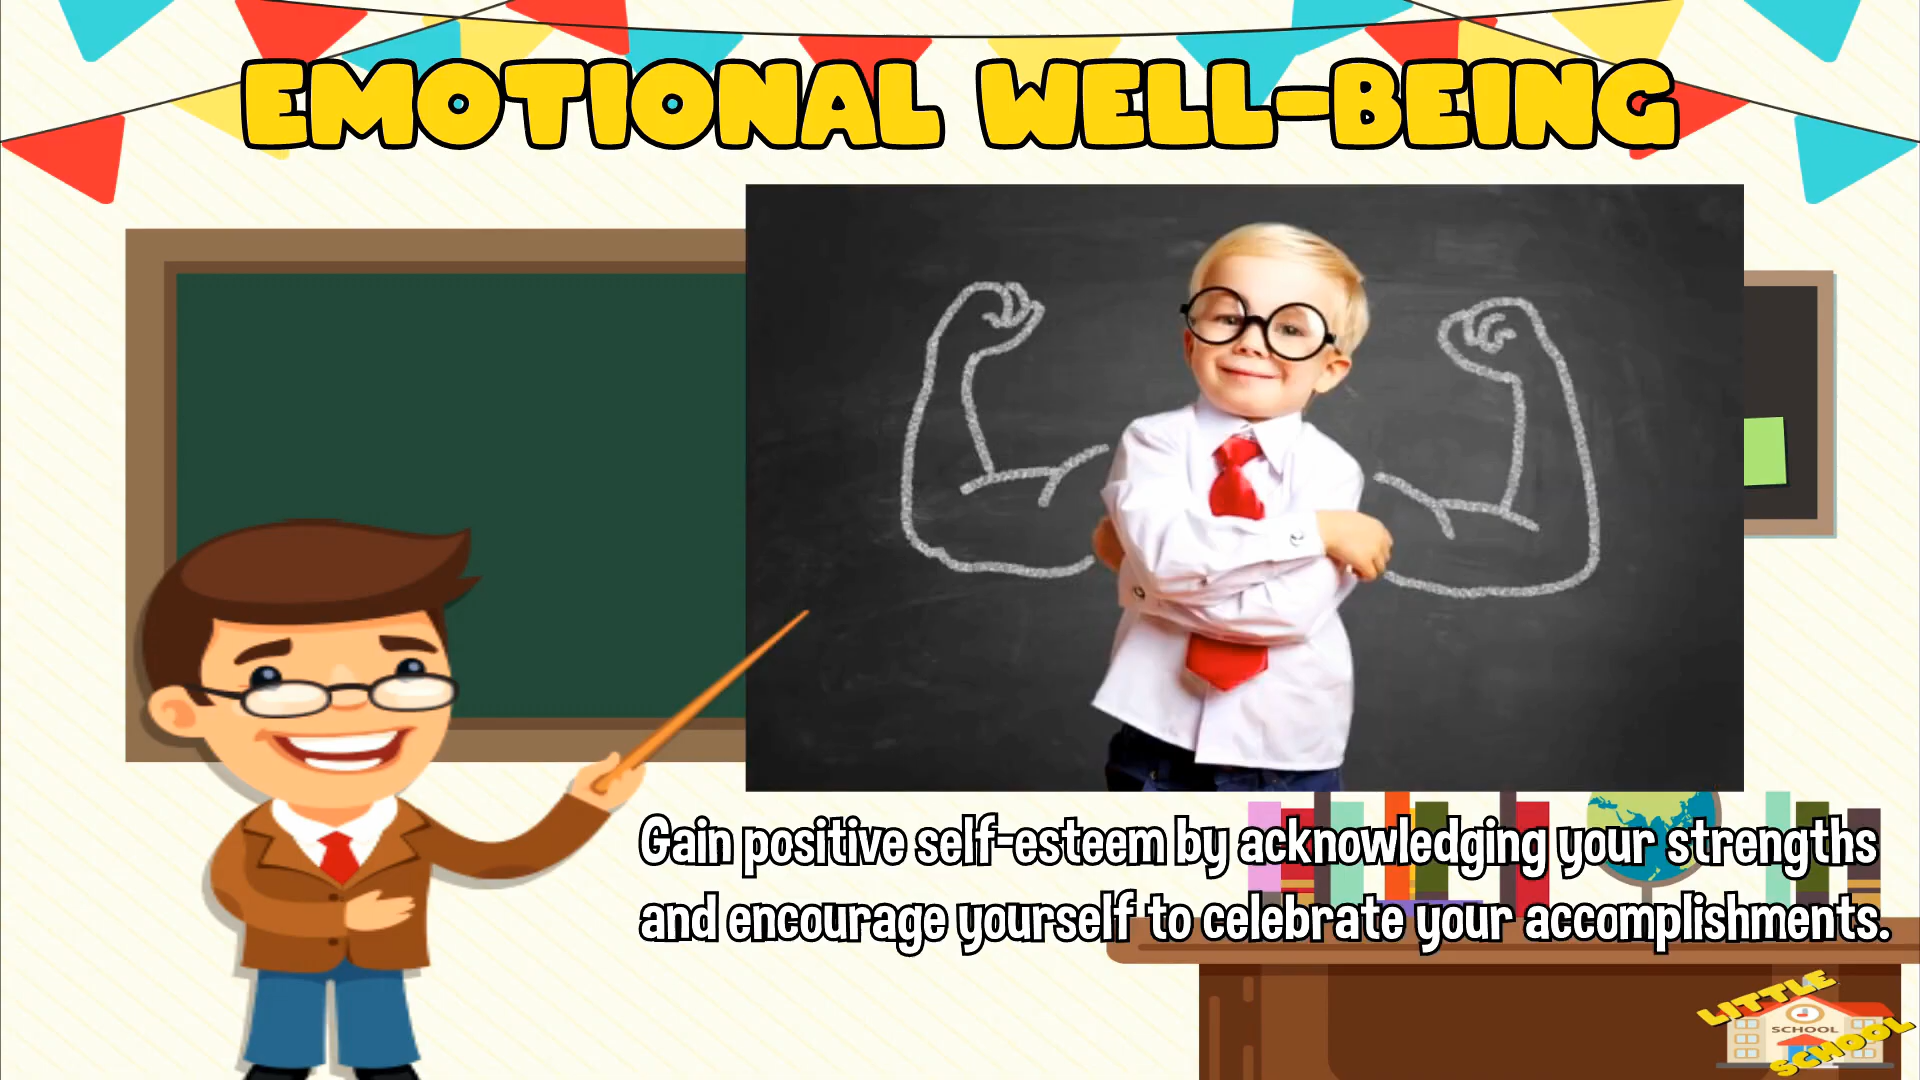 EMOTIONAL WELL-BEING
Gain positive self-esteem by acknowledging your strengths
and encourage yourself to celebrate your accomplishments.
LITTLE
SCHOOL
SCHOOL